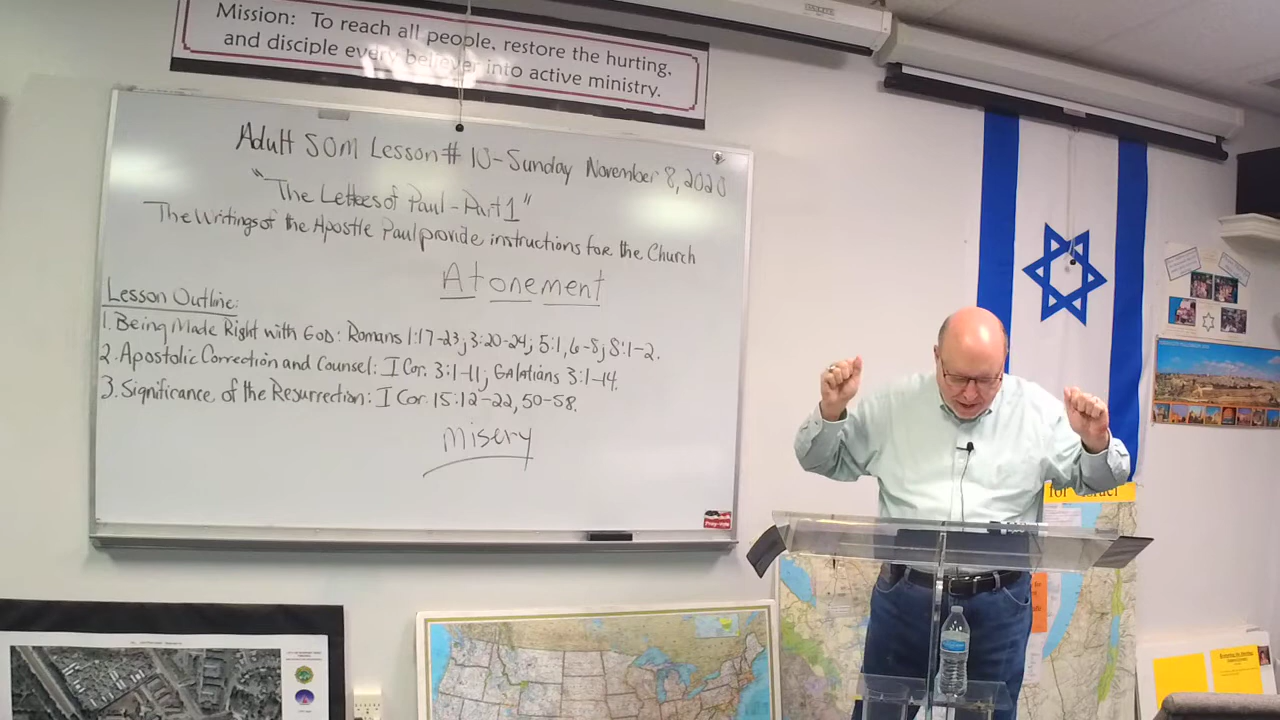 Mission: To reach all people, restore the hurting,
and disciple every believer into active ministry.
Adult SOM Lesson # 10-Sunday November 8, 2020
"The Letters of Paul-Part 1"
The Writings of the Apostle Paul provide instructions for the Church
Atonement
Lesson Outline:
1. Being Made Right with God: Romans 1:17-23; 3:20-24; 5:1, 6-8; 8:1-2.
2. Apostolic Correction and Counsel: I Cor. 3:1-11; Galatians 3:1-14.
3. Significance of the Resurrection: I Cor. 15:12-22, 50-58.
Misery
for Israel